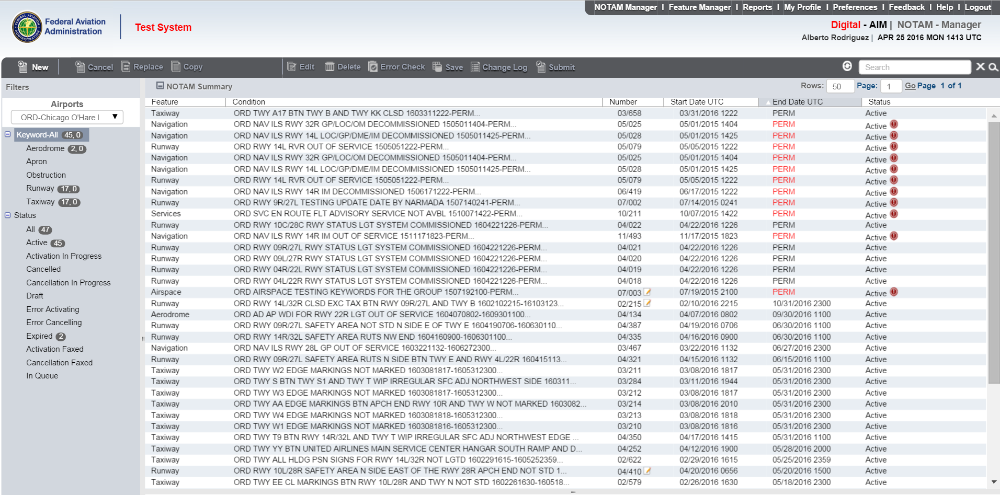 NOTAM Manager | Feature Manager | Reports | My Profile | Preferences | Feedback | Help | Logout
Federal Aviation
Administration
Test System
Digital - AIM | NOTAM - Manager
Alberto Rodriguez | APR 25 2016 MON 1413 UTC
New Cancel Replace Copy Edit Delete Error Check Save Change Log Submit Search
Filters
Airports
ORD-Chicago O'Hare
Keyword-All 45, 0
Aerodrome 2, 0
Apron
Obstruction
Runway 17, 0
Taxiway 17, 0
Status
All 47
Active 45
Activation In Progress
Cancelled
Cancellation In Progress
Draft
Error Activating
Error Cancelling
Expired 2
Activation Faxed
Cancellation Faxed
In Queue
NOTAM Summary Rows: 50 Page: 1 Go Page 1 of 1
Feature Condition Number Start Date UTC End Date UTC Status
Taxiway ORD TWY A17 BTN TWY B AND TWY KK CLSD 1603311222-PERM... 03/658 03/31/2016 1222 PERM Active
Navigation ORD NAV ILS RWY 32R GP/LOC/OM DECOMMISSIONED 1505011404-PERM... 05/025 05/01/2015 1404 PERM Active
Navigation ORD NAV ILS RWY 14L LOC/GP/DME/IM DECOMMISSIONED 1505011425-PERM... 05/028 05/01/2015 1425 PERM Active
Runway ORD RWY 14L RVR OUT OF SERVICE 1505051222-PERM... 05/079 05/05/2015 1222 PERM Active
Navigation ORD NAV ILS RWY 32R GP/LOC/OM DECOMMISSIONED 1505011404-PERM... 05/025 05/01/2015 1404 PERM Active
Navigation ORD NAV ILS RWY 14L LOC/GP/DME/IM DECOMMISSIONED 1505011425-PERM... 05/028 05/01/2015 1425 PERM Active
Runway ORD RWY 14L RVR OUT OF SERVICE 1505051222-PERM... 05/079 05/05/2015 1222 PERM Active
Navigation ORD NAV ILS RWY 14R IM DECOMMISSIONED 1506171222-PERM... 06/419 06/17/2015 1222 PERM Active
Runway ORD RWY 9R/27L TESTING UPDATE DATE BY NARMADA 1507140241-PERM... 07/002 07/14/2015 0241 PERM Active
Services ORD SVC EN ROUTE FLT ADVISORY SERVICE NOT AVBL 1510071422-PERM... 10/211 10/07/2015 1422 PERM Active
Runway ORD RWY 10C/28C RWY STATUS LGT SYSTEM COMMISSIONED 1604221226-PERM... 04/022 04/22/2016 1226 PERM Active
Navigation ORD NAV ILS RWY 14R IM OUT OF SERVICE 1511171823-PERM... 11/493 11/17/2015 1823 PERM Active
Runway ORD RWY 09R/27L RWY STATUS LGT SYSTEM COMMISSIONED 1604221226-PERM... 04/021 04/22/2016 1226 PERM Active
Runway ORD RWY 09L/27R RWY STATUS LGT SYSTEM COMMISSIONED 1604221226-PERM... 04/020 04/22/2016 1226 PERM Active
Runway ORD RWY 04R/22L RWY STATUS LGT SYSTEM COMMISSIONED 1604221226-PERM... 04/019 04/22/2016 1226 PERM Active
Runway ORD RWY 04L/22R RWY STATUS LGT SYSTEM COMMISSIONED 1604221226-PERM... 04/018 04/22/2016 1226 PERM Active
Airspace ORD AIRSPACE TESTING KEYWORDS FOR THE GROUP 1507192100-PERM... 07/003 07/19/2015 2100 PERM Active
Runway ORD RWY 14L/32R CLSD EXC TAX BTN RWY 09R/27L AND TWY B 1602102215-16103123... 02/215 02/10/2016 2215 10/31/2016 2300 Active
Aerodrome ORD AD AP WDI FOR RWY 22R LGT OUT OF SERVICE 1604070802-1609301100... 04/134 04/07/2016 0802 09/30/2016 1100 Active
Runway ORD RWY 09R/27L SAFETY AREA NOT STD N SIDE E OF TWY E 1604190706-160630110... 04/387 04/19/2016 0706 06/30/2016 1100 Active
Runway ORD RWY 14R/32L SAFETY AREA RUTS NW END 1604160900-1606301100... 04/335 04/16/2016 0900 06/30/2016 1100 Active
Navigation ORD NAV ILS RWY 28L GP OUT OF SERVICE 1603221132-1606272300... 03/467 03/22/2016 1132 06/27/2016 2300 Active
Runway ORD RWY 09R/27L SAFETY AREA RUTS N SIDE BTN TWY E AND RWY 4L/22R 160415113... 04/321 04/15/2016 1132 06/15/2016 1100 Active
Taxiway ORD TWY W2 EDGE MARKINGS NOT MARKED 1603081817-1605312300... 03/211 03/08/2016 1817 05/31/2016 2300 Active
Taxiway ORD TWY S BTN TWY S1 AND TWY T WIP IRREGULAR SFC ADJ NORTHWEST SIDE 160311... 03/284 03/11/2016 1944 05/31/2016 2300 Active
Taxiway ORD TWY W3 EDGE MARKINGS NOT MARKED 1603081817-1605312300... 03/212 03/08/2016 1817 05/31/2016 2300 Active
Taxiway ORD TWY AA EDGE MARKINGS BTN APCH END RWY 10R AND TWY W NOT MARKED 1603082... 03/214 03/08/2016 2010 05/31/2016 2300 Active
Taxiway ORD TWY W4 EDGE MARKINGS NOT MARKED 1603081818-1605312300... 03/213 03/08/2016 1818 05/31/2016 2300 Active
Taxiway ORD TWY W1 EDGE MARKINGS NOT MARKED 1603081816-1605312300... 03/210 03/08/2016 1816 05/31/2016 2300 Active
Taxiway ORD TWY T9 BTN RWY 14R/32L AND TWY T WIP IRREGULAR SFC ADJ NORTHWEST EDGE ... 04/350 04/17/2016 1415 05/31/2016 1100 Active
Taxiway ORD TWY YY BTN UNITED AIRLINES MAIN SERVICE CENTER HANGAR SOUTH RAMP AND D... 04/252 04/12/2016 1900 05/28/2016 2000 Active
Taxiway ORD TWY ALL HLDG PSN SIGNS FOR RWY 14L/32R NOT LGTD 1602291615-1605252359... 02/622 02/29/2016 1615 05/25/2016 2359 Active
Runway ORD RWY 10L/28R SAFETY AREA N SIDE EAST OF THE RWY 28R APCH END NOT STD 1... 04/410 04/20/2016 0656 05/20/2016 1500 Active
Taxiway ORD TWY EE CL MARKINGS BTN RWY 10L/28R AND TWY N NOT STD 1602261630-160518... 02/579 02/26/2016 1630 05/18/2016 2300 Active